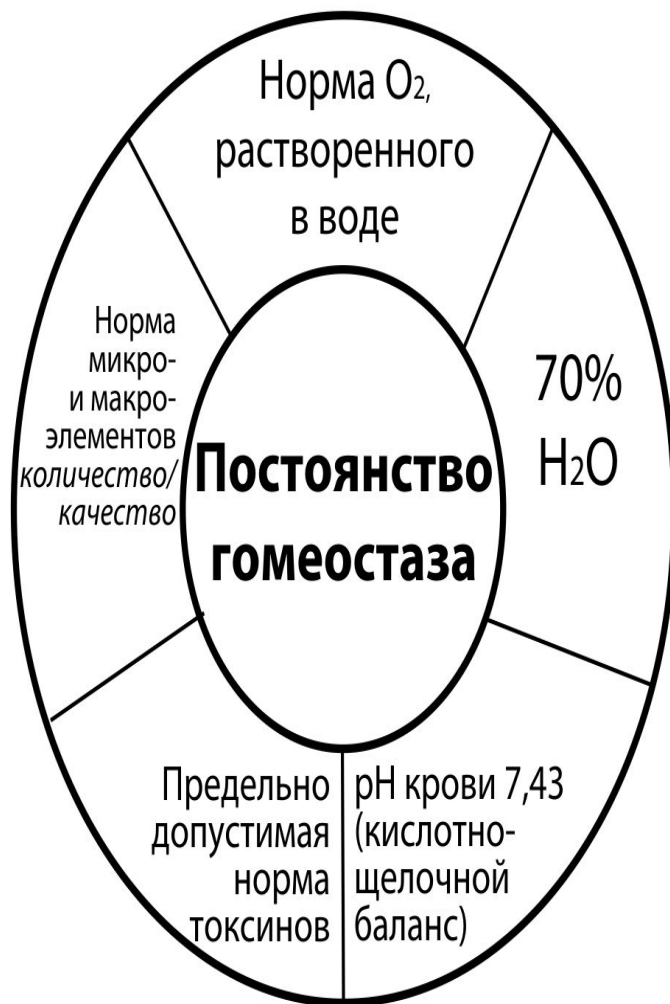 Норма O₂,
растворенного
в воде
70%
H₂O
Норма
микро-
и макро-
элементов
количество/
качество
Постоянство
гомеостаза
Предельно
допустимая
норма
токсинов
pH крови 7,43
(кислотно-
щелочной
баланс)